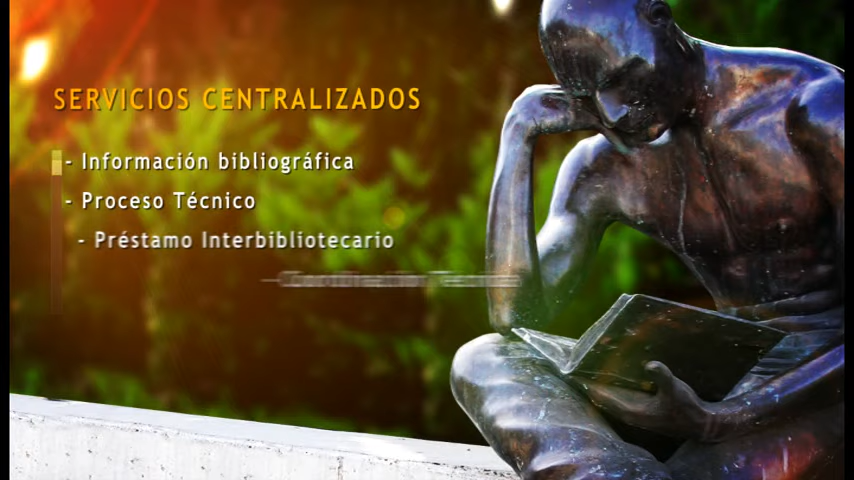 SERVICIOS CENTRALIZADOS
- Información bibliográfica
- Proceso Técnico
- Préstamo Interbibliotecario